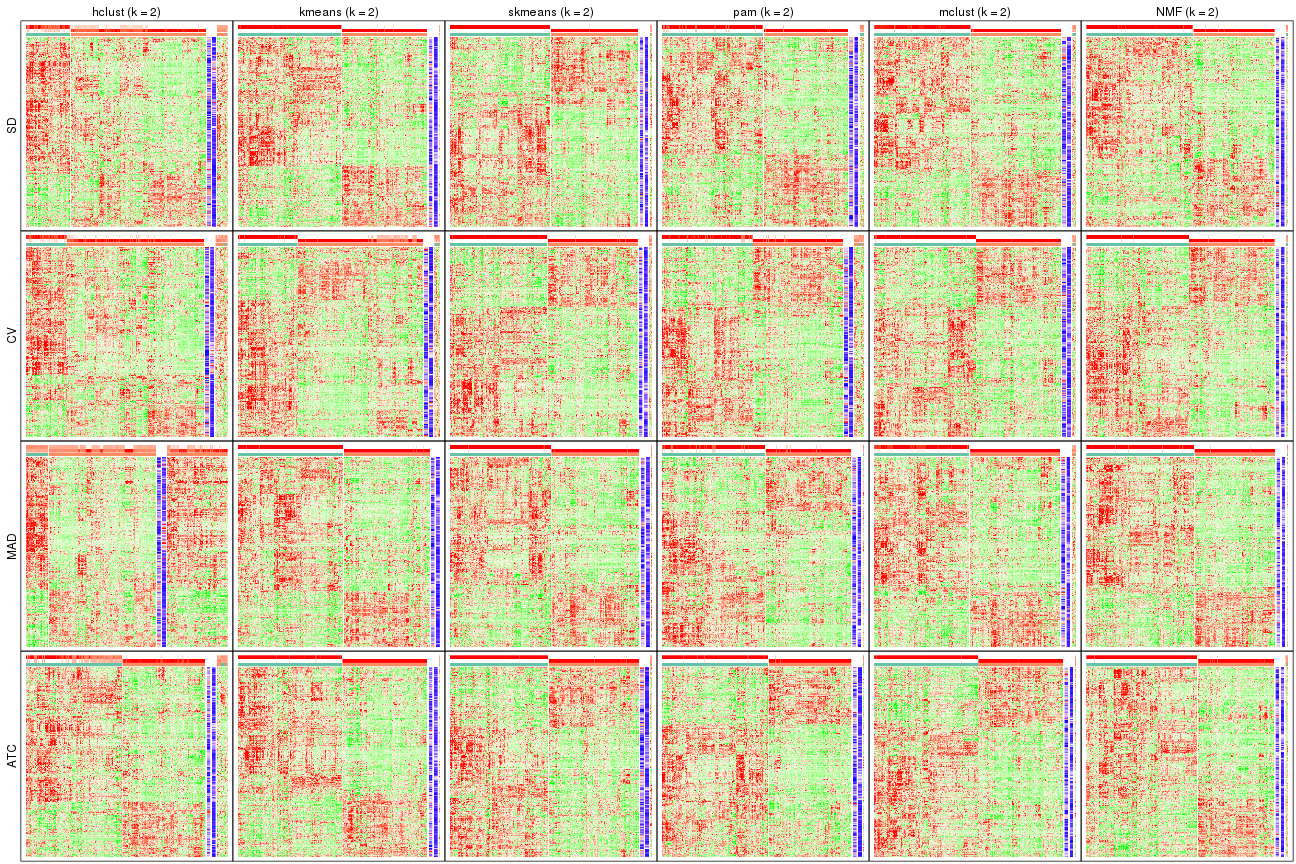 hclust (k = 2) kmeans (k = 2) skmeans (k = 2) pam (k = 2) mclust (k = 2) NMF (k = 2)
SD
CV
MAD
ATC